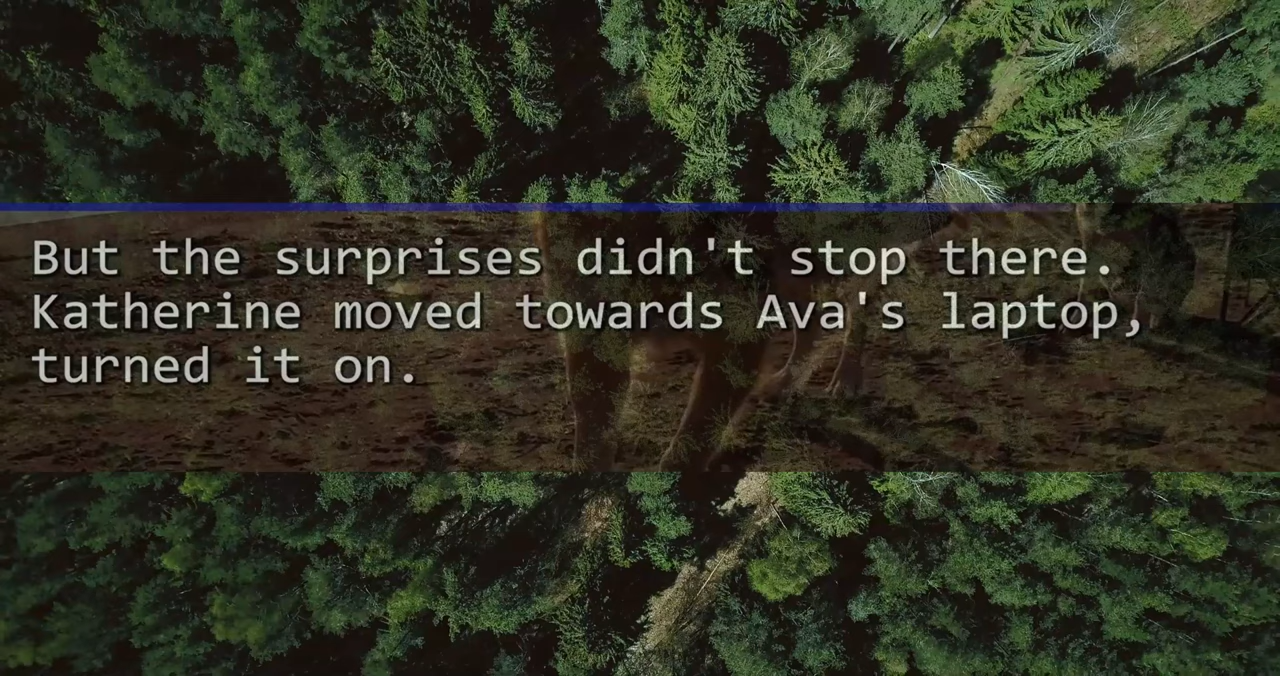 But the surprises didn't stop there.
Katherine moved towards Ava's laptop,
turned it on.